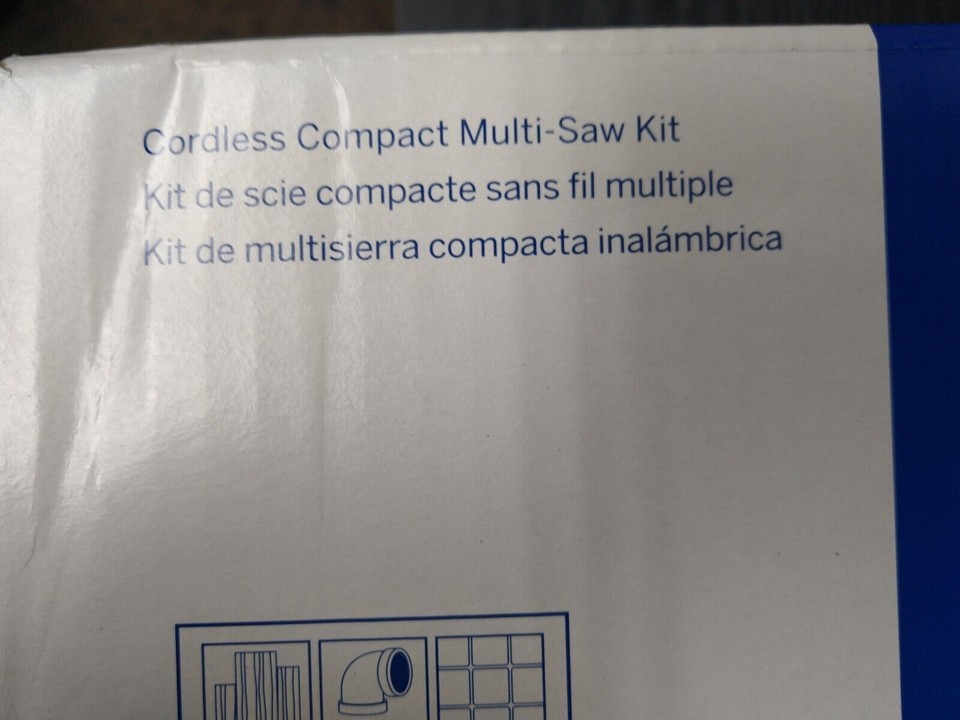 Cordless Compact Multi-Saw Kit
Kit de scie compacte sans fil multiple
Kit de multisierra compacta inalámbrica